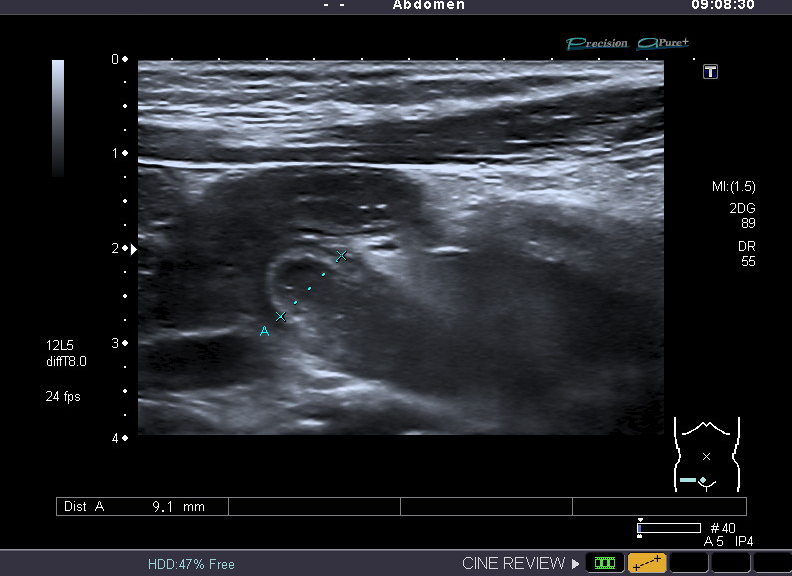 - - Abdomen 09:08:30
Precision APure+
T
0
1
2
3
4
MI:(1.5)
2DG
89
DR
55
12L5
diffT8.0
24 fps
A
Dist A 9.1 mm
#40
A 5 IP4
HDD:47% Free
CINE REVIEW